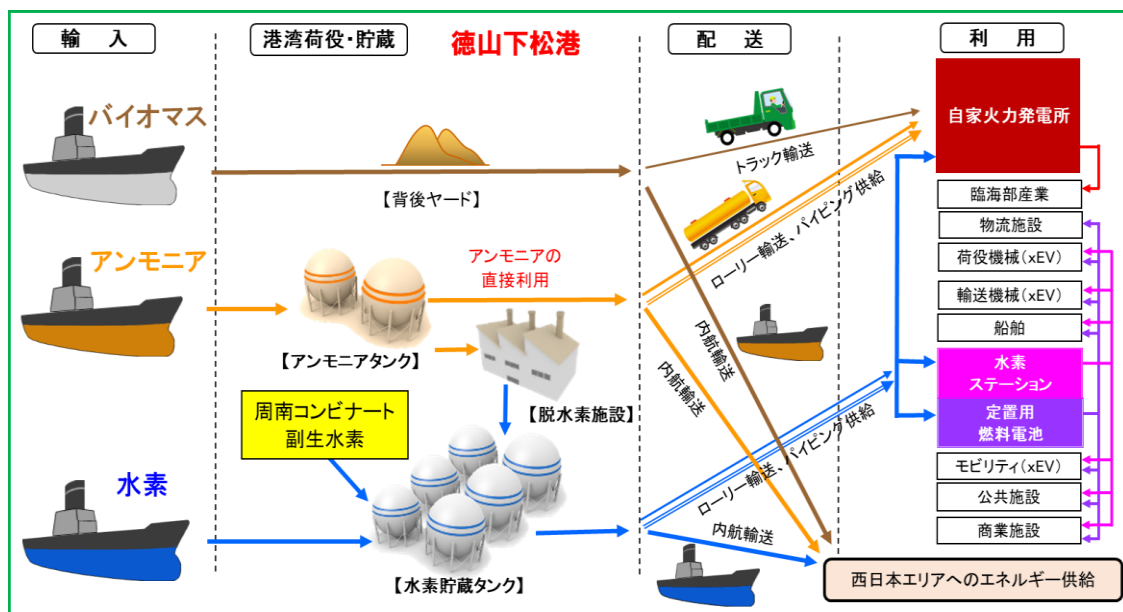 輸 入
港湾荷役・貯蔵
徳山下松港
配 送
利 用
バイオマス
【背後ヤード】
トラック輸送
自家火力発電所
臨海部産業
物流施設
荷役機械(xEV)
輸送機械(xEV)
船舶
水素
ステーション
定置用
燃料電池
モビリティ(xEV)
公共施設
商業施設
アンモニア
アンモニアの
直接利用
ローリー輸送、パイピング供給
【アンモニアタンク】
【脱水素施設】
内航輸送
内航輸送
周南コンビナート
副生水素
水素
ローリー輸送、パイピング供給
内航輸送
【水素貯蔵タンク】
西日本エリアへのエネルギー供給